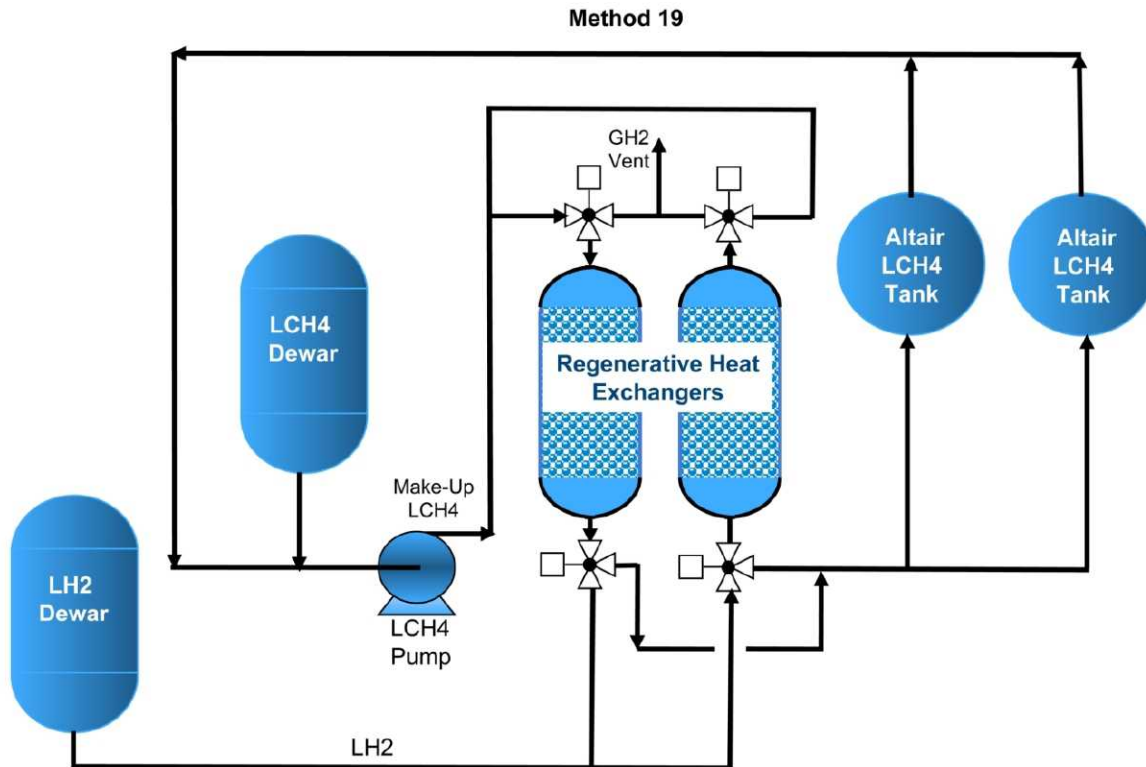 Method 19
GH2
Vent
Altair
LCH4
Tank
Altair
LCH4
Tank
LCH4
Dewar
Regenerative Heat
Exchangers
Make-Up
LCH4
LH2
Dewar
LCH4
Pump
LH2